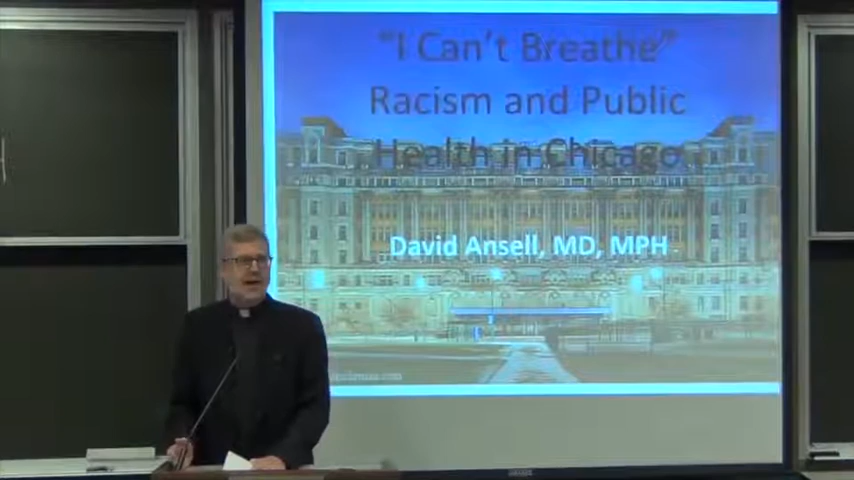 "I Can't Breathe"
Racism and Public
Health in Chicago
David Ansell, MD, MPH